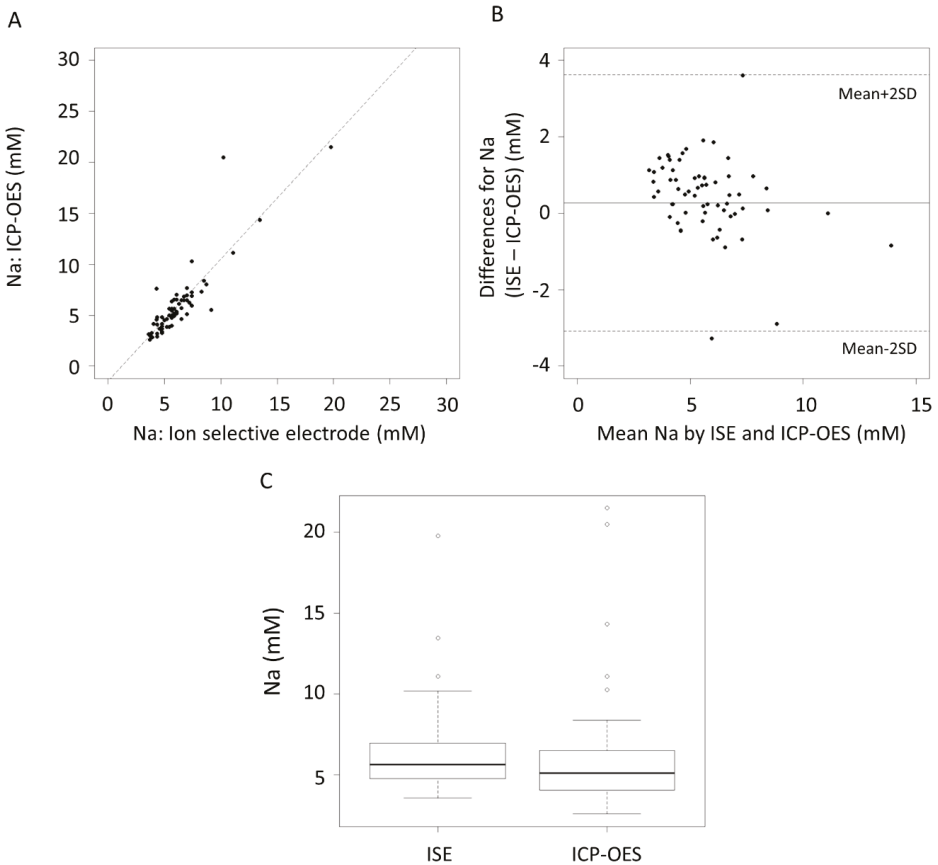 A
Na: ICP-OES (mM)
30
25
20
15
10
5
0
0 5 10 15 20 25 30
Na: Ion selective electrode (mM)
B
Differences for Na
(ISE – ICP-OES) (mM)
4
2
0
-2
-4
Mean+2SD
Mean-2SD
0 5 10 15
Mean Na by ISE and ICP-OES (mM)
C
Na (mM)
20
15
10
5
ISE ICP-OES